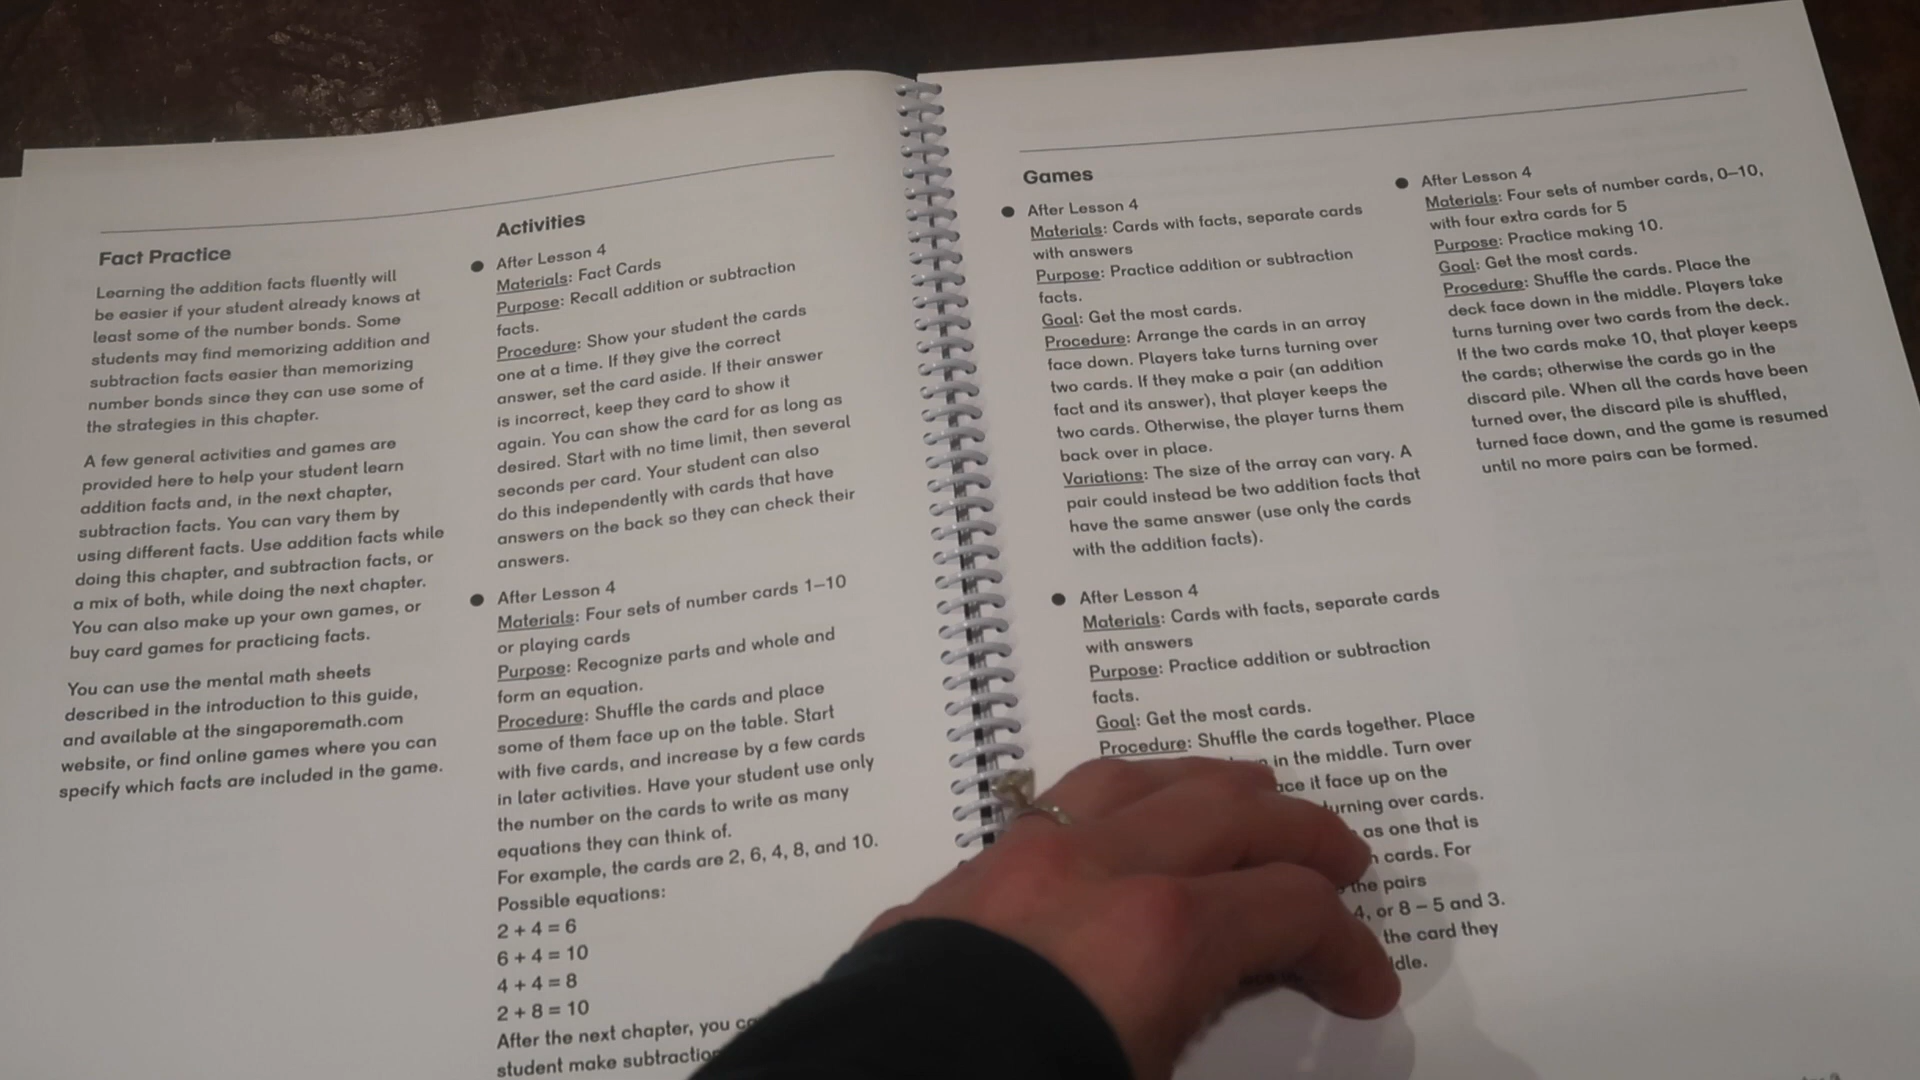 Fact Practice
Learning the addition facts fluently will
be easier if your student already knows at
least some of the number bonds. Some
students may find memorizing addition and
subtraction facts easier than memorizing
number bonds since they can use some of
the strategies in this chapter.
A few general activities and games are
provided here to help your student learn
addition facts and, in the next chapter,
subtraction facts. You can vary them by
using different facts. Use addition facts while
doing this chapter, and subtraction facts, or
a mix of both, while doing the next chapter.
You can also make up your own games, or
buy card games for practicing facts.
You can use the mental math sheets
described in the introduction to this guide,
and available at the singaporemath.com
website, or find online games where you can
specify which facts are included in the game.
Activities
● After Lesson 4
Materials: Fact Cards
Purpose: Recall addition or subtraction
facts.
Procedure: Show your student the cards
one at a time. If they give the correct
answer, set the card aside. If their answer
is incorrect, keep they card to show it
again. You can show the card for as long as
desired. Start with no time limit, then several
seconds per card. Your student can also
do this independently with cards that have
answers on the back so they can check their
answers.
● After Lesson 4
Materials: Four sets of number cards 1–10
or playing cards
Purpose: Recognize parts and whole and
form an equation.
Procedure: Shuffle the cards and place
some of them face up on the table. Start
with five cards, and increase by a few cards
in later activities. Have your student use only
the number on the cards to write as many
equations they can think of.
For example, the cards are 2, 6, 4, 8, and 10.
Possible equations:
2 + 4 = 6
6 + 4 = 10
4 + 4 = 8
2 + 8 = 10
After the next chapter, you
student make
Games
● After Lesson 4
Materials: Cards with facts, separate cards
with answers
Purpose: Practice addition or subtraction
facts.
Goal: Get the most cards.
Procedure: Arrange the cards in an array
face down. Players take turns turning over
two cards. If they make a pair (an addition
fact and its answer), that player keeps the
two cards. Otherwise, the player turns them
back over in place.
Variations: The size of the array can vary. A
pair could instead be two addition facts that
have the same answer (use only the cards
with the addition facts).
● After Lesson 4
Materials: Cards with facts, separate cards
with answers
Purpose: Practice addition or subtraction
facts.
Goal: Get the most cards.
Procedure: Shuffle the cards together. Place
in the middle. Turn over
it face up on the
turning over cards.
as one that is
cards. For
the pairs
4, or 8 – 5 and 3.
the card they
● After Lesson 4
Materials: Four sets of number cards, 0–10,
with four extra cards for 5
Purpose: Practice making 10.
Goal: Get the most cards.
Procedure: Shuffle the cards. Place the
deck face down in the middle. Players take
turns turning over two cards from the deck.
If the two cards make 10, that player keeps
the cards; otherwise the cards go in the
discard pile. When all the cards have been
turned over, the discard pile is shuffled,
turned face down, and the game is resumed
until no more pairs can be formed.